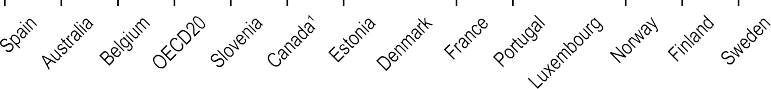 Spain
Australia
Belgium
OECD20
Slovenia
Canada¹
Estonia
Denmark
France
Portugal
Luxembourg
Norway
Finland
Sweden